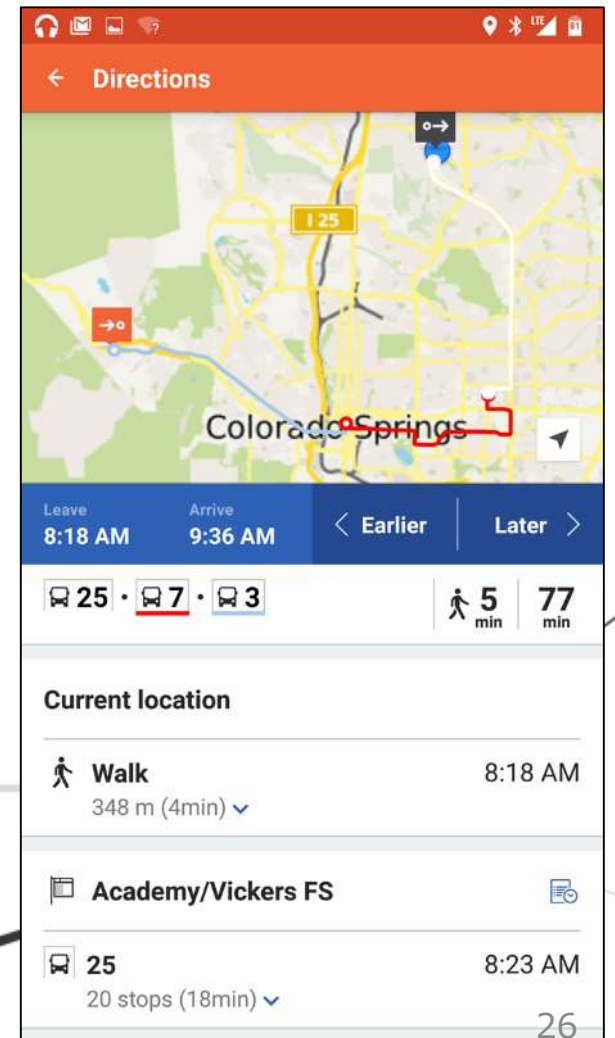 LTE 81
Directions
I 25
Colorado Springs
Leave Arrive
8:18 AM 9:36 AM Earlier Later
25 · 7 · 3 5 min 77 min
Current location
Walk 8:18 AM
348 m (4min)
Academy/Vickers FS
25 8:23 AM
20 stops (18min)
26